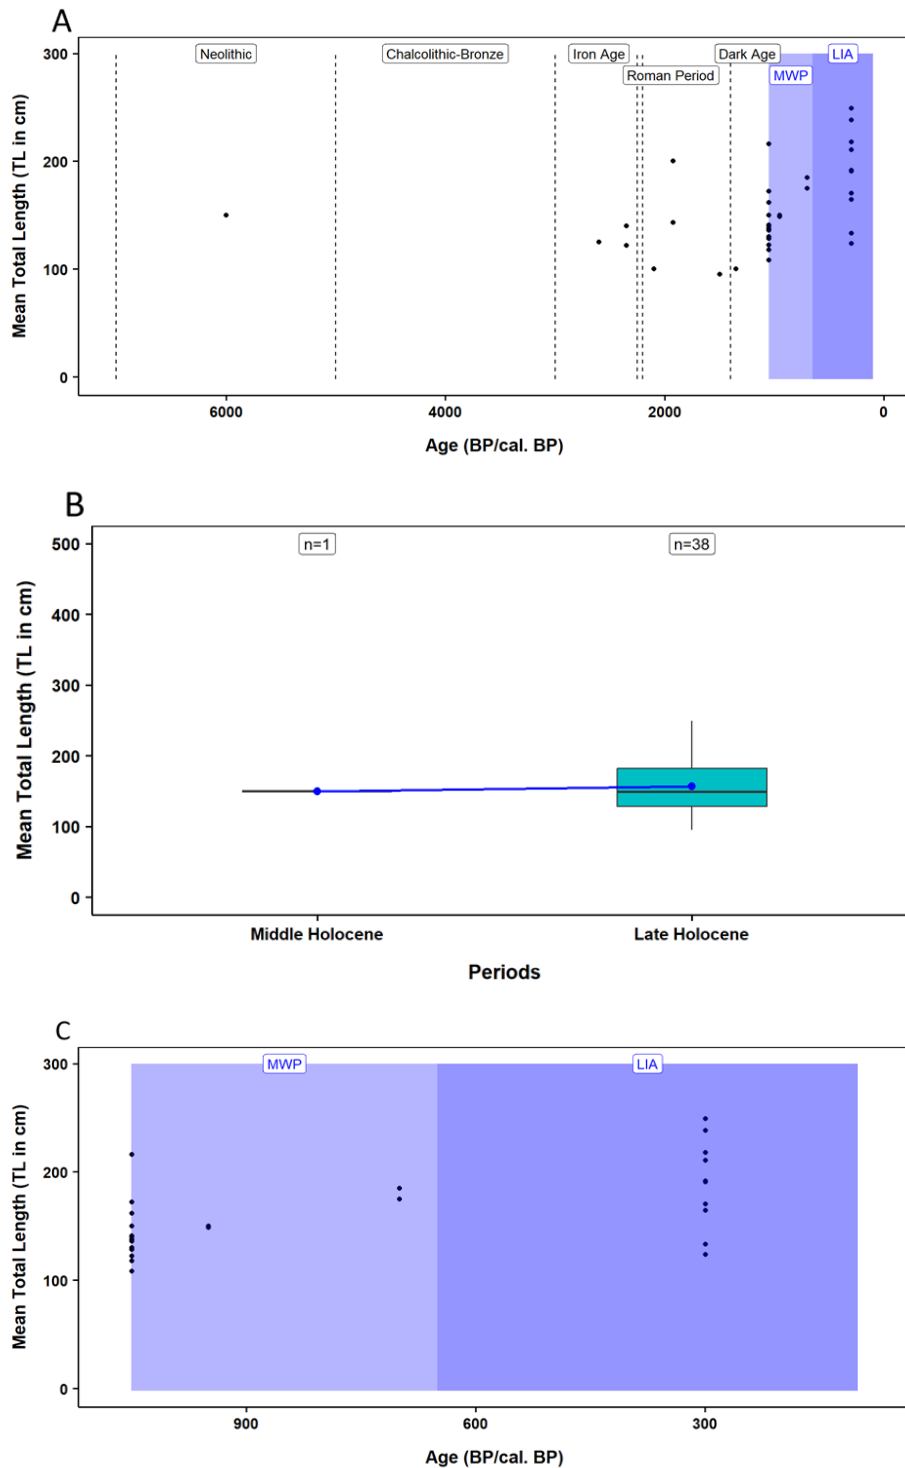 A
Neolithic
Chalcolithic-Bronze
Iron Age
Dark Age
LIA
Roman Period
MWP
300
200
100
0
Mean Total Length (TL in cm)
6000
4000
2000
0
Age (BP/cal. BP)
B
n=1
n=38
500
400
300
200
100
0
Mean Total Length (TL in cm)
Middle Holocene
Late Holocene
Periods
C
MWP
LIA
300
200
100
0
Mean Total Length (TL in cm)
900
600
300
Age (BP/cal. BP)